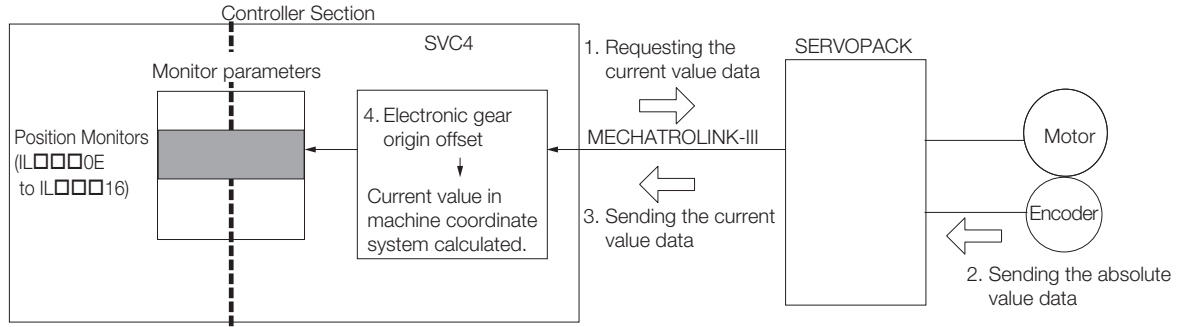 Controller Section
SVC4
Monitor parameters
Position Monitors
(IL□□□0E
to IL□□□16)
4. Electronic gear
origin offset
Current value in
machine coordinate
system calculated.
1. Requesting the
current value data
MECHATROLINK-III
3. Sending the current
value data
SERVOPACK
Motor
Encoder
2. Sending the absolute
value data